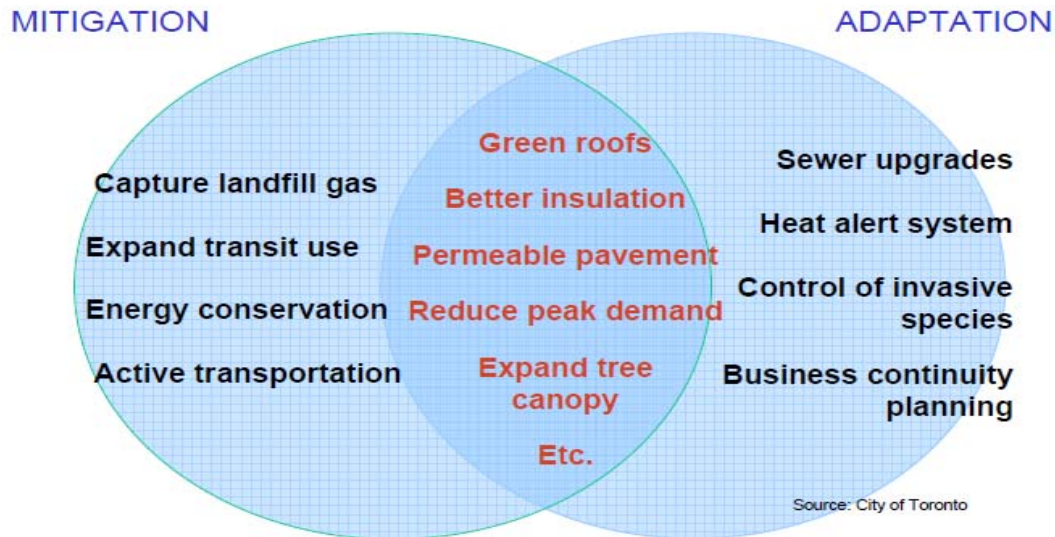 MITIGATION
ADAPTATION
Capture landfill gas
Expand transit use
Energy conservation
Active transportation
Green roofs
Better insulation
Permeable pavement
Reduce peak demand
Expand tree
canopy
Etc.
Sewer upgrades
Heat alert system
Control of invasive
species
Business continuity
planning
Source: City of Toronto